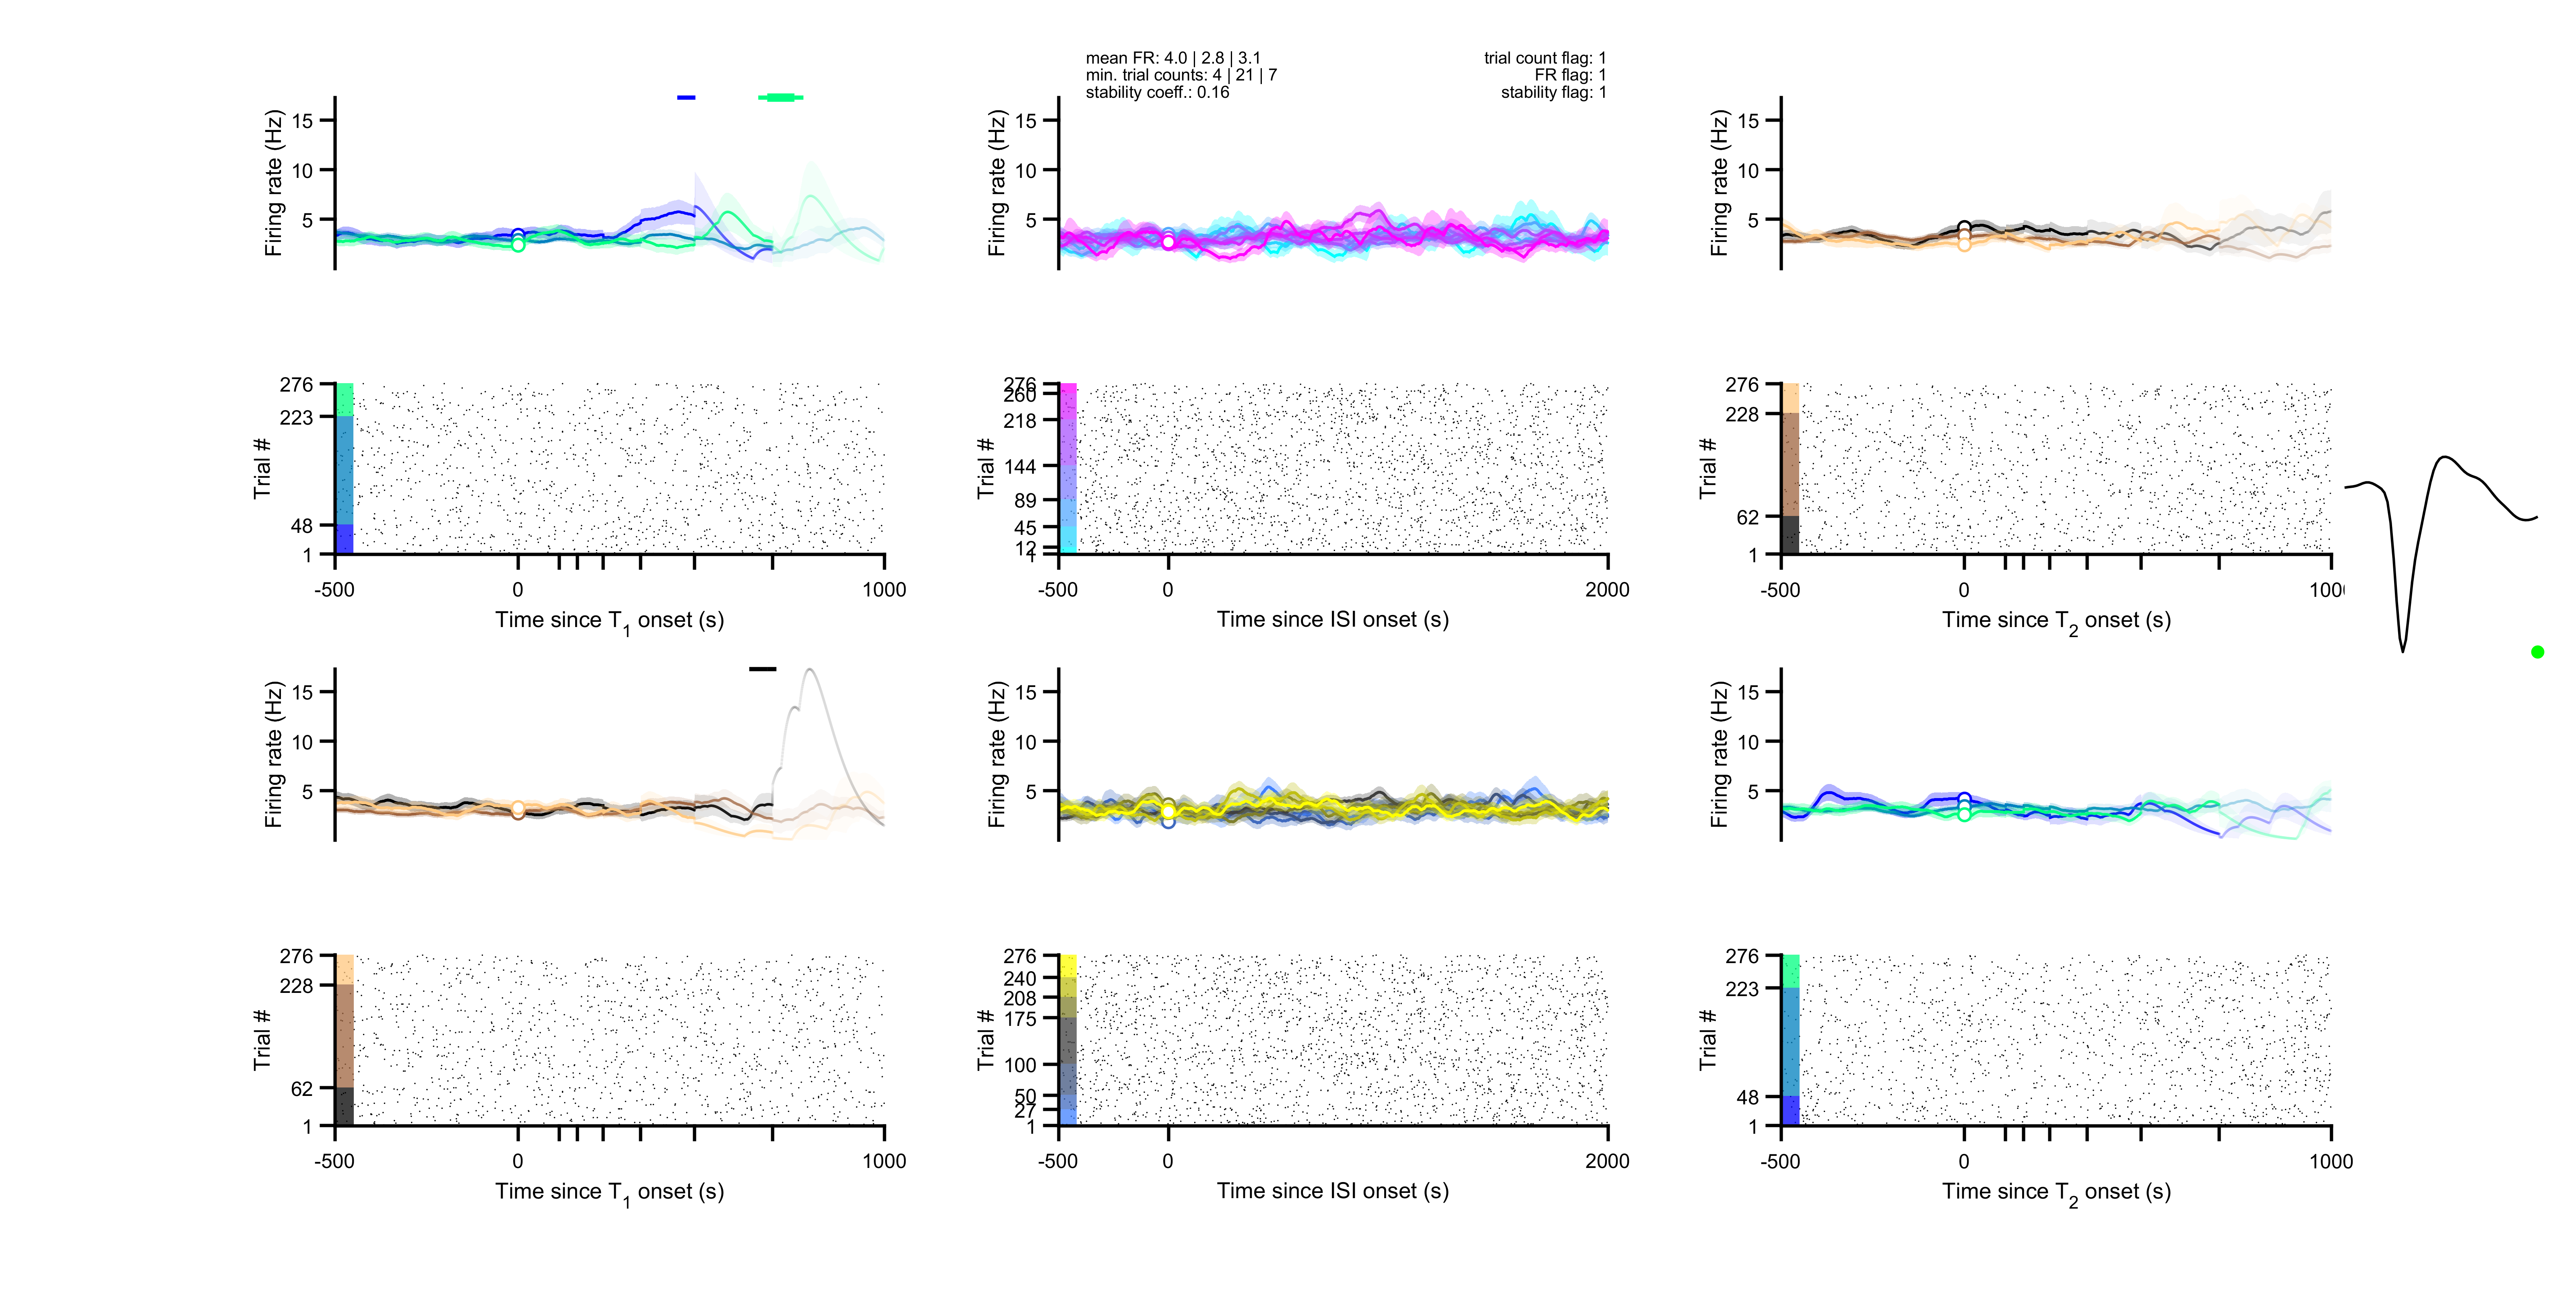 mean FR: 4.0 | 2.8 | 3.1
min. trial counts: 4 | 21 | 7
stability coeff.: 0.16
trial count flag: 1
FR flag: 1
stability flag: 1
Firing rate (Hz)
15
10
5
Firing rate (Hz)
15
10
5
Firing rate (Hz)
15
10
5
Trial #
276
223
48
1
-500
0
1000
Time since T1 onset (s)
Trial #
276
260
218
144
89
45
12
1
-500
0
2000
Time since ISI onset (s)
Trial #
276
228
62
1
-500
0
100
Time since T2 onset (s)
Firing rate (Hz)
15
10
5
Firing rate (Hz)
15
10
5
Firing rate (Hz)
15
10
5
Trial #
276
228
62
1
-500
0
1000
Time since T1 onset (s)
Trial #
276
240
208
175
100
50
27
1
-500
0
2000
Time since ISI onset (s)
Trial #
276
223
48
1
-500
0
1000
Time since T2 onset (s)